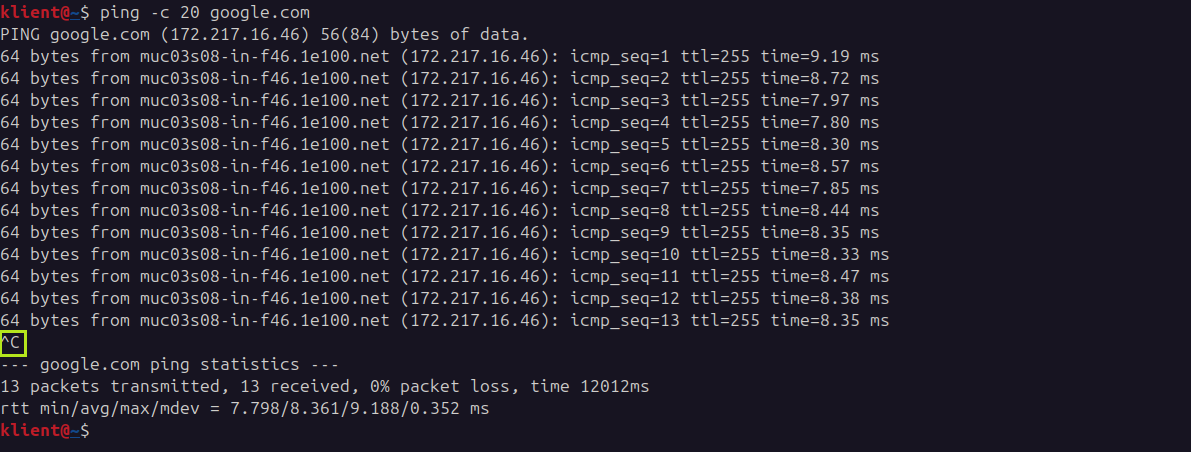 klient@~$ ping -c 20 google.com
PING google.com (172.217.16.46) 56(84) bytes of data.
64 bytes from muc03s08-in-f46.1e100.net (172.217.16.46): icmp_seq=1 ttl=255 time=9.19 ms
64 bytes from muc03s08-in-f46.1e100.net (172.217.16.46): icmp_seq=2 ttl=255 time=8.72 ms
64 bytes from muc03s08-in-f46.1e100.net (172.217.16.46): icmp_seq=3 ttl=255 time=7.97 ms
64 bytes from muc03s08-in-f46.1e100.net (172.217.16.46): icmp_seq=4 ttl=255 time=7.80 ms
64 bytes from muc03s08-in-f46.1e100.net (172.217.16.46): icmp_seq=5 ttl=255 time=8.30 ms
64 bytes from muc03s08-in-f46.1e100.net (172.217.16.46): icmp_seq=6 ttl=255 time=8.57 ms
64 bytes from muc03s08-in-f46.1e100.net (172.217.16.46): icmp_seq=7 ttl=255 time=7.85 ms
64 bytes from muc03s08-in-f46.1e100.net (172.217.16.46): icmp_seq=8 ttl=255 time=8.44 ms
64 bytes from muc03s08-in-f46.1e100.net (172.217.16.46): icmp_seq=9 ttl=255 time=8.35 ms
64 bytes from muc03s08-in-f46.1e100.net (172.217.16.46): icmp_seq=10 ttl=255 time=8.33 ms
64 bytes from muc03s08-in-f46.1e100.net (172.217.16.46): icmp_seq=11 ttl=255 time=8.47 ms
64 bytes from muc03s08-in-f46.1e100.net (172.217.16.46): icmp_seq=12 ttl=255 time=8.38 ms
64 bytes from muc03s08-in-f46.1e100.net (172.217.16.46): icmp_seq=13 ttl=255 time=8.35 ms
^C
--- google.com ping statistics ---
13 packets transmitted, 13 received, 0% packet loss, time 12012ms
rtt min/avg/max/mdev = 7.798/8.361/9.188/0.352 ms
klient@~$